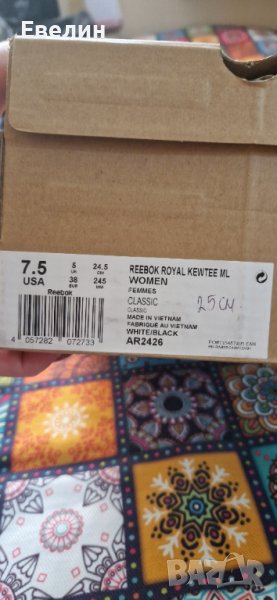 Евелин
7.5 5 24.5
USA UK CM
38 245
EUR MM
Reebok
REEBOK ROYAL KEWTEE ML
WOMEN
FEMMES
CLASSIC
CLASSIC
MADE IN VIETNAM
FABRIQUÉ AU VIETNAM
WHITE/BLACK
AR2426
25 см
4 057282 072733
BAZAR